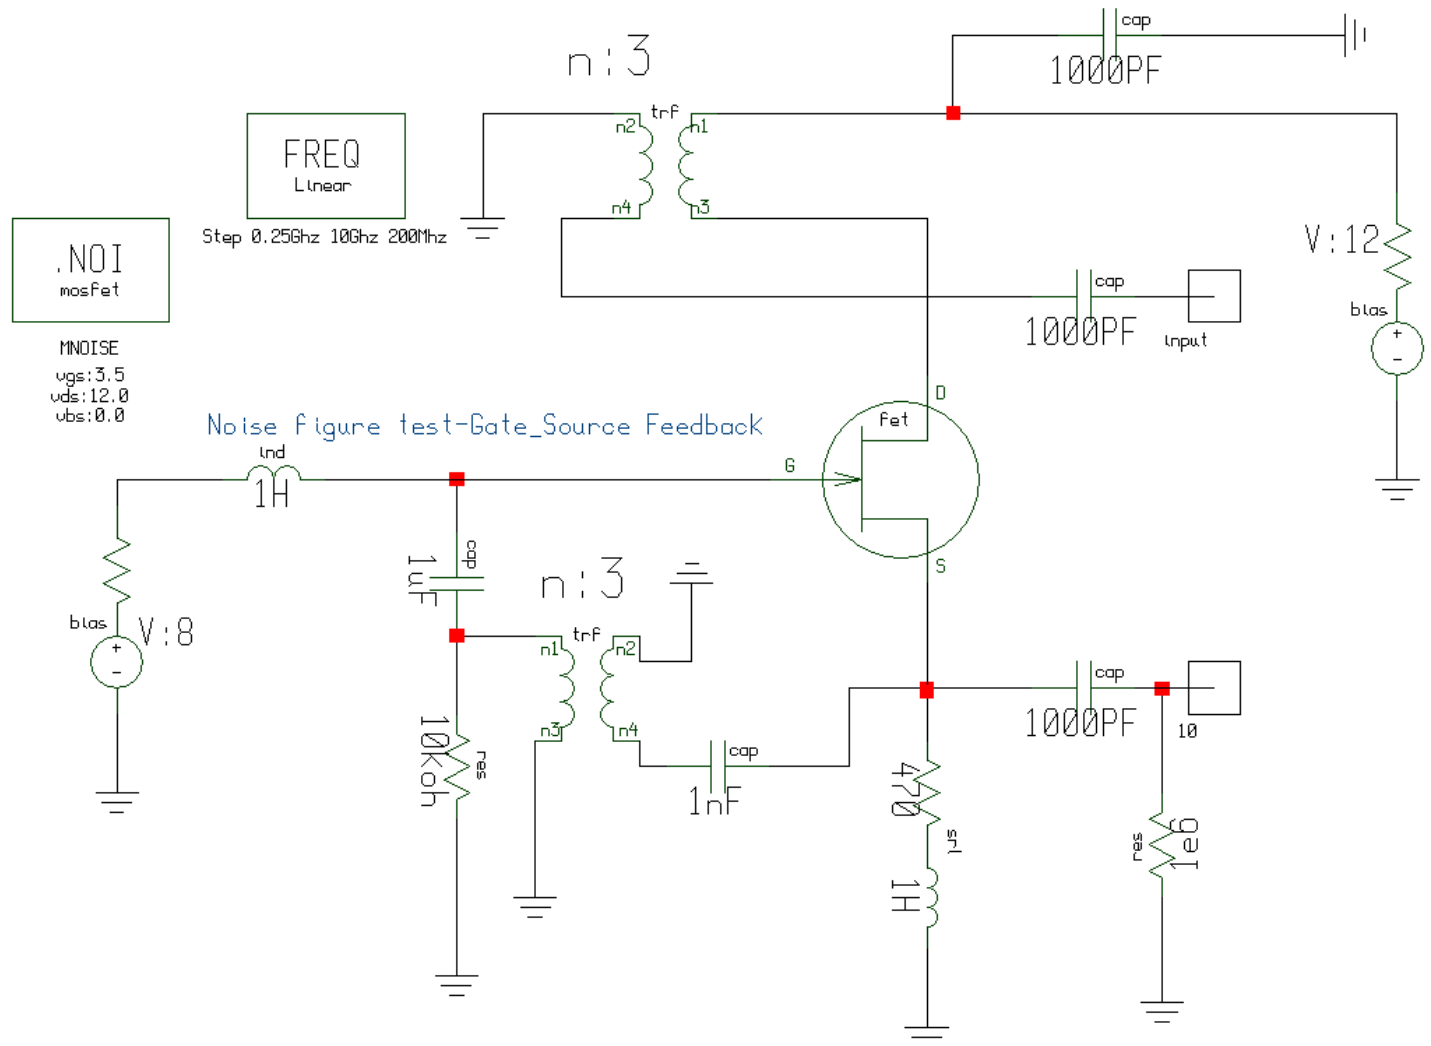 cap
1000PF
n:3
trf
n2
n1
n4
n3
FREQ
Linear
Step 0.25Ghz 10Ghz 200Mhz
.NOI
mosfet
MNOISE
vgs:3.5
vds:12.0
vbs:0.0
V:12
bias
+
-
cap
1000PF
input
Noise figure test-Gate_Source Feedback
D
fet
G
S
ind
1H
cap
1uF
n:3
trf
n1
n2
n3
n4
bias
V:8
+
-
10Koh
res
cap
1nF
cap
1000PF
10
470
srl
1H
res
1e6